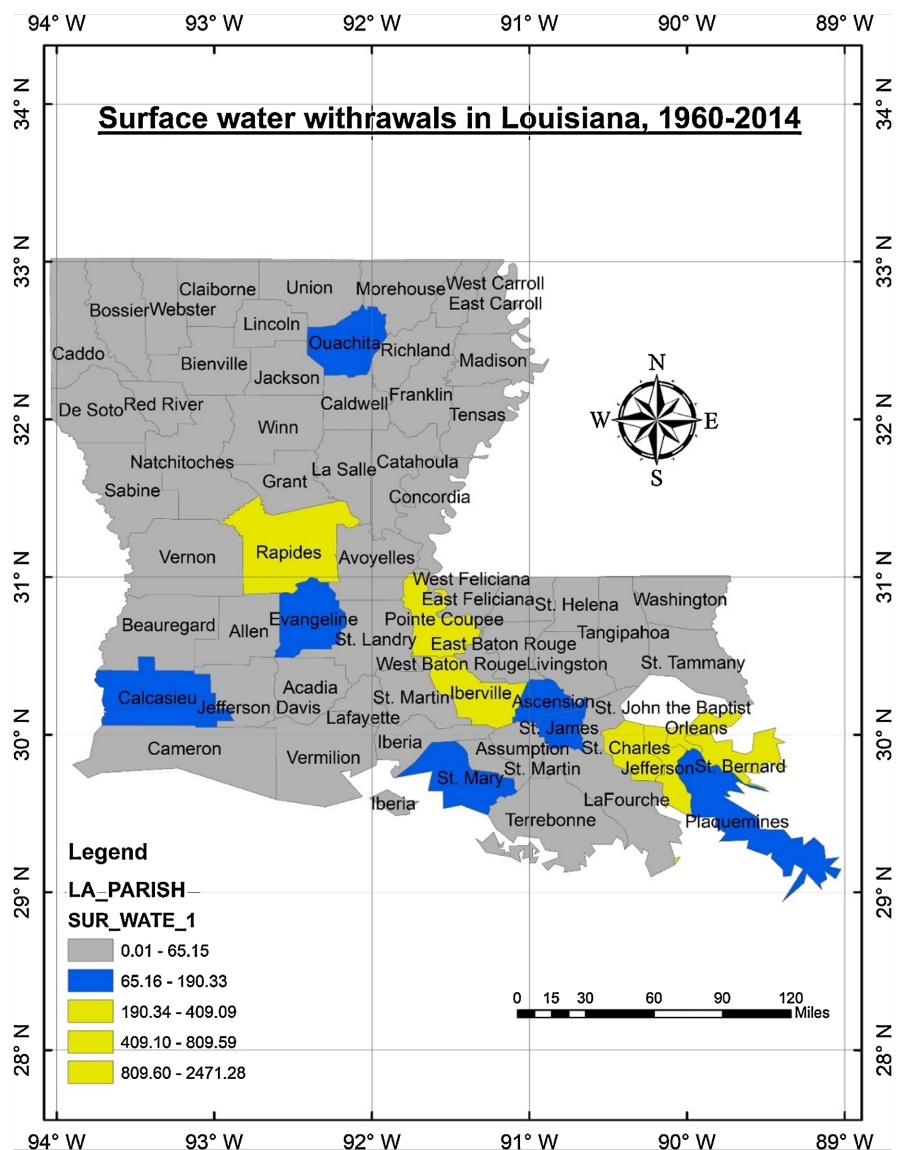 94° W 93° W 92° W 91° W 90° W 89° W
34° N 34° N
Surface water withrawals in Louisiana, 1960-2014
33° N 33° N
Claiborne Union Morehouse West Carroll
East Carroll
Bossier Webster
Lincoln
Ouachita
Caddo Bienville Richland Madison
Jackson
N
De Soto Red River Caldwell Franklin
Tensas
32° N W E 32° N
Winn
S
Natchitoches La Salle Catahoula
Sabine Grant Concordia
Vernon Rapides Avoyelles
31° N West Feliciana 31° N
East Feliciana St. Helena Washington
Beauregard Allen Evangeline Pointe Coupee
St. Landry East Baton Rouge Tangipahoa
West Baton Rouge Livingston St. Tammany
Calcasieu Acadia St. Martin Iberville
Jefferson Davis Ascension St. John the Baptist
Lafayette St. James Orleans
30° N 30° N
Cameron Vermilion Iberia Assumption St. Charles
St. Mary St. Martin Jefferson St. Bernard
Iberia LaFourche
Terrebonne Plaquemines
Legend
LA_PARISH
29° N 29° N
SUR_WATE_1
0.01 - 65.15
65.16 - 190.33
190.34 - 409.09
409.10 - 809.59
809.60 - 2471.28
0 15 30 60 90 120
Miles
28° N 28° N
94° W 93° W 92° W 91° W 90° W 89° W